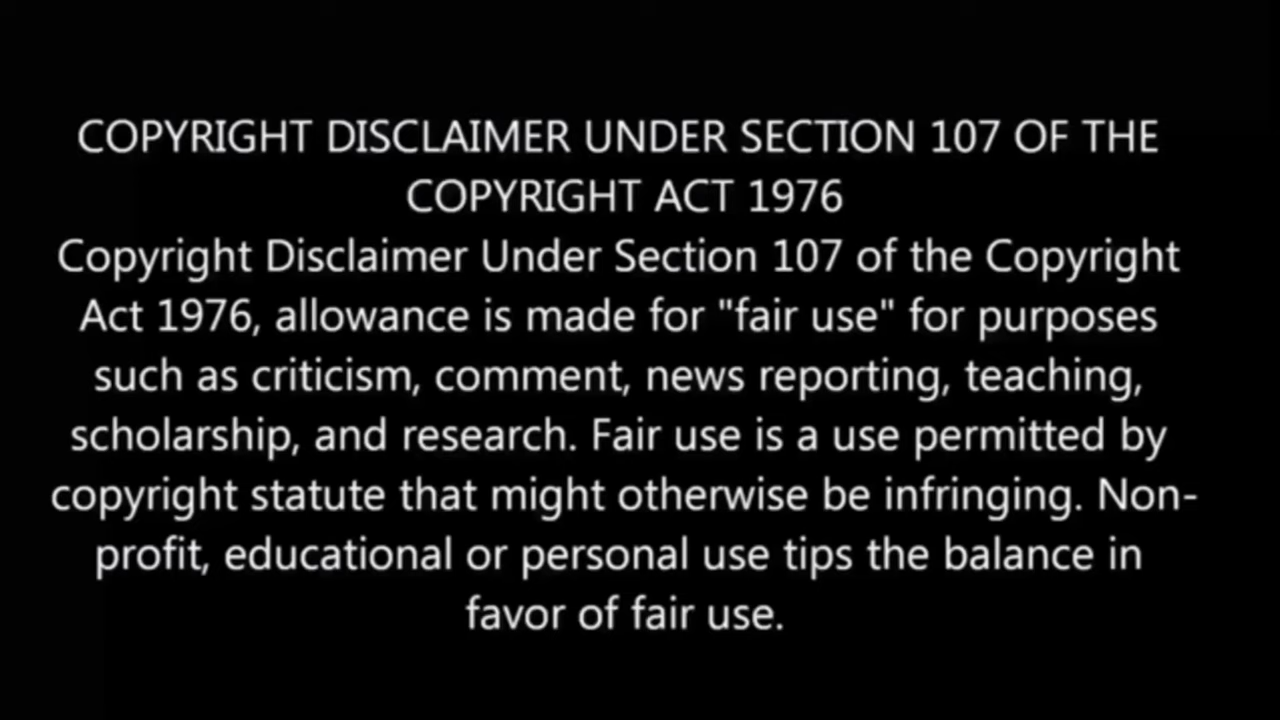 COPYRIGHT DISCLAIMER UNDER SECTION 107 OF THE
COPYRIGHT ACT 1976
Copyright Disclaimer Under Section 107 of the Copyright
Act 1976, allowance is made for "fair use" for purposes
such as criticism, comment, news reporting, teaching,
scholarship, and research. Fair use is a use permitted by
copyright statute that might otherwise be infringing. Non-
profit, educational or personal use tips the balance in
favor of fair use.